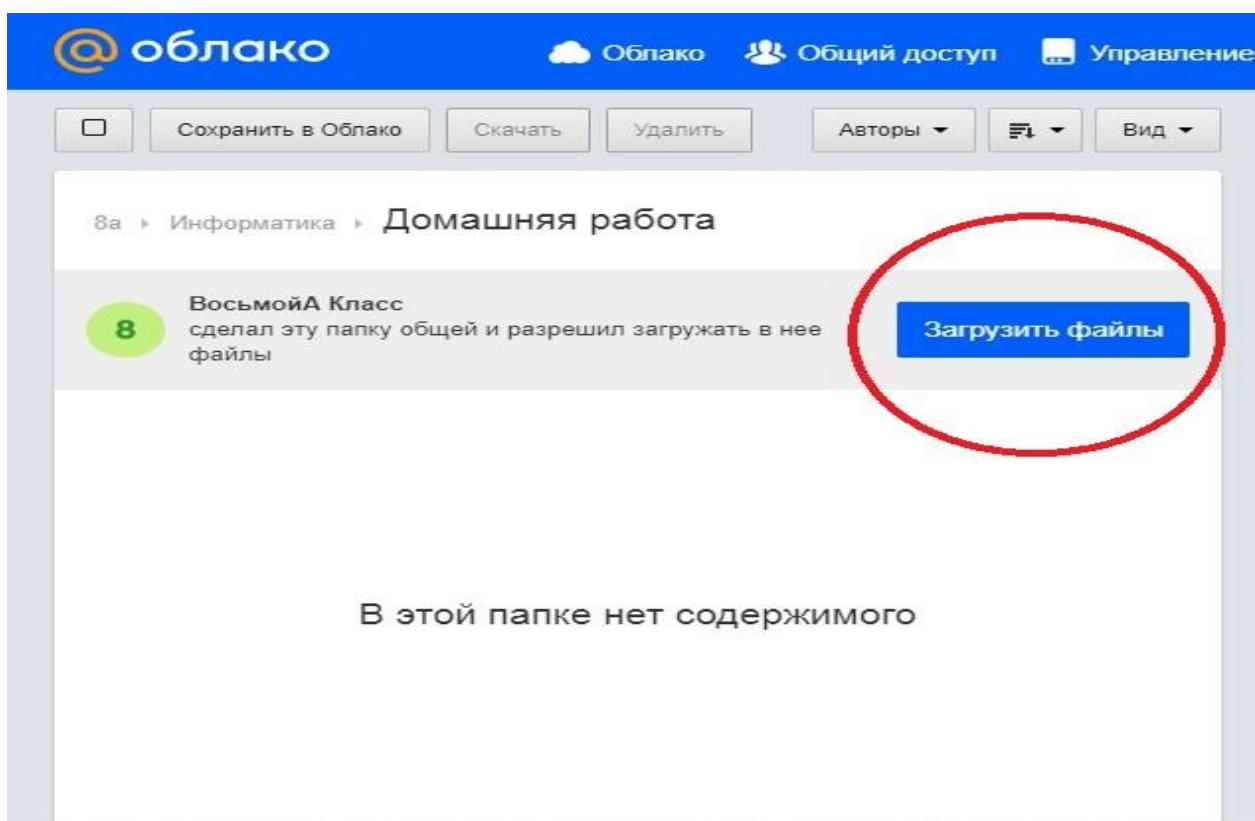 @облако Облако Общий доступ Управление
Сохранить в Облако Скачать Удалить Авторы Вид
8а Информатика Домашняя работа
ВосьмойА Класс
8 сделал эту папку общей и разрешил загружать в нее Загрузить файлы
файлы
В этой папке нет содержимого